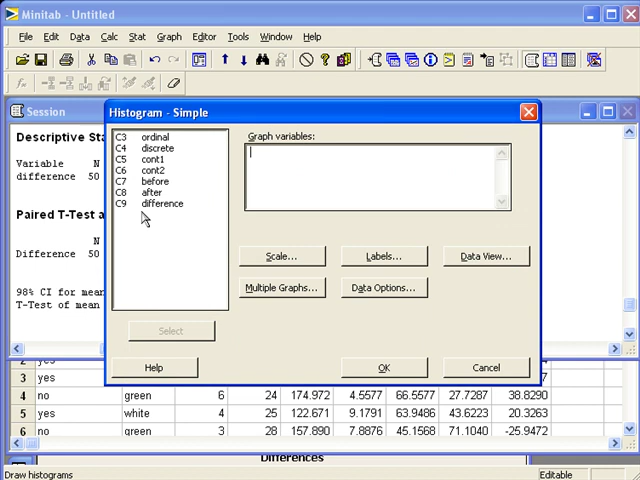 Minitab - Untitled
File Edit Data Calc Stat Graph Editor Tools Window Help
Session
Histogram - Simple
Descriptive Sta
Variable N
difference 50
Paired T-Test a
N
Difference 50
98% CI for mean
T-Test of mean
C3 ordinal
C4 discrete
C5 cont1
C6 cont2
C7 before
C8 after
C9 difference
Graph variables:
Scale... Labels... Data View...
Multiple Graphs... Data Options...
Select
Help OK Cancel
2 yes
3 yes
4 no green 6 24 174.972 4.5577 66.5577 27.7287 38.8290
5 yes white 4 25 122.671 9.1791 63.9486 43.6223 20.3263
6 no green 3 28 157.890 7.8876 45.1568 71.1040 -25.9472
Differences
Draw histograms Editable